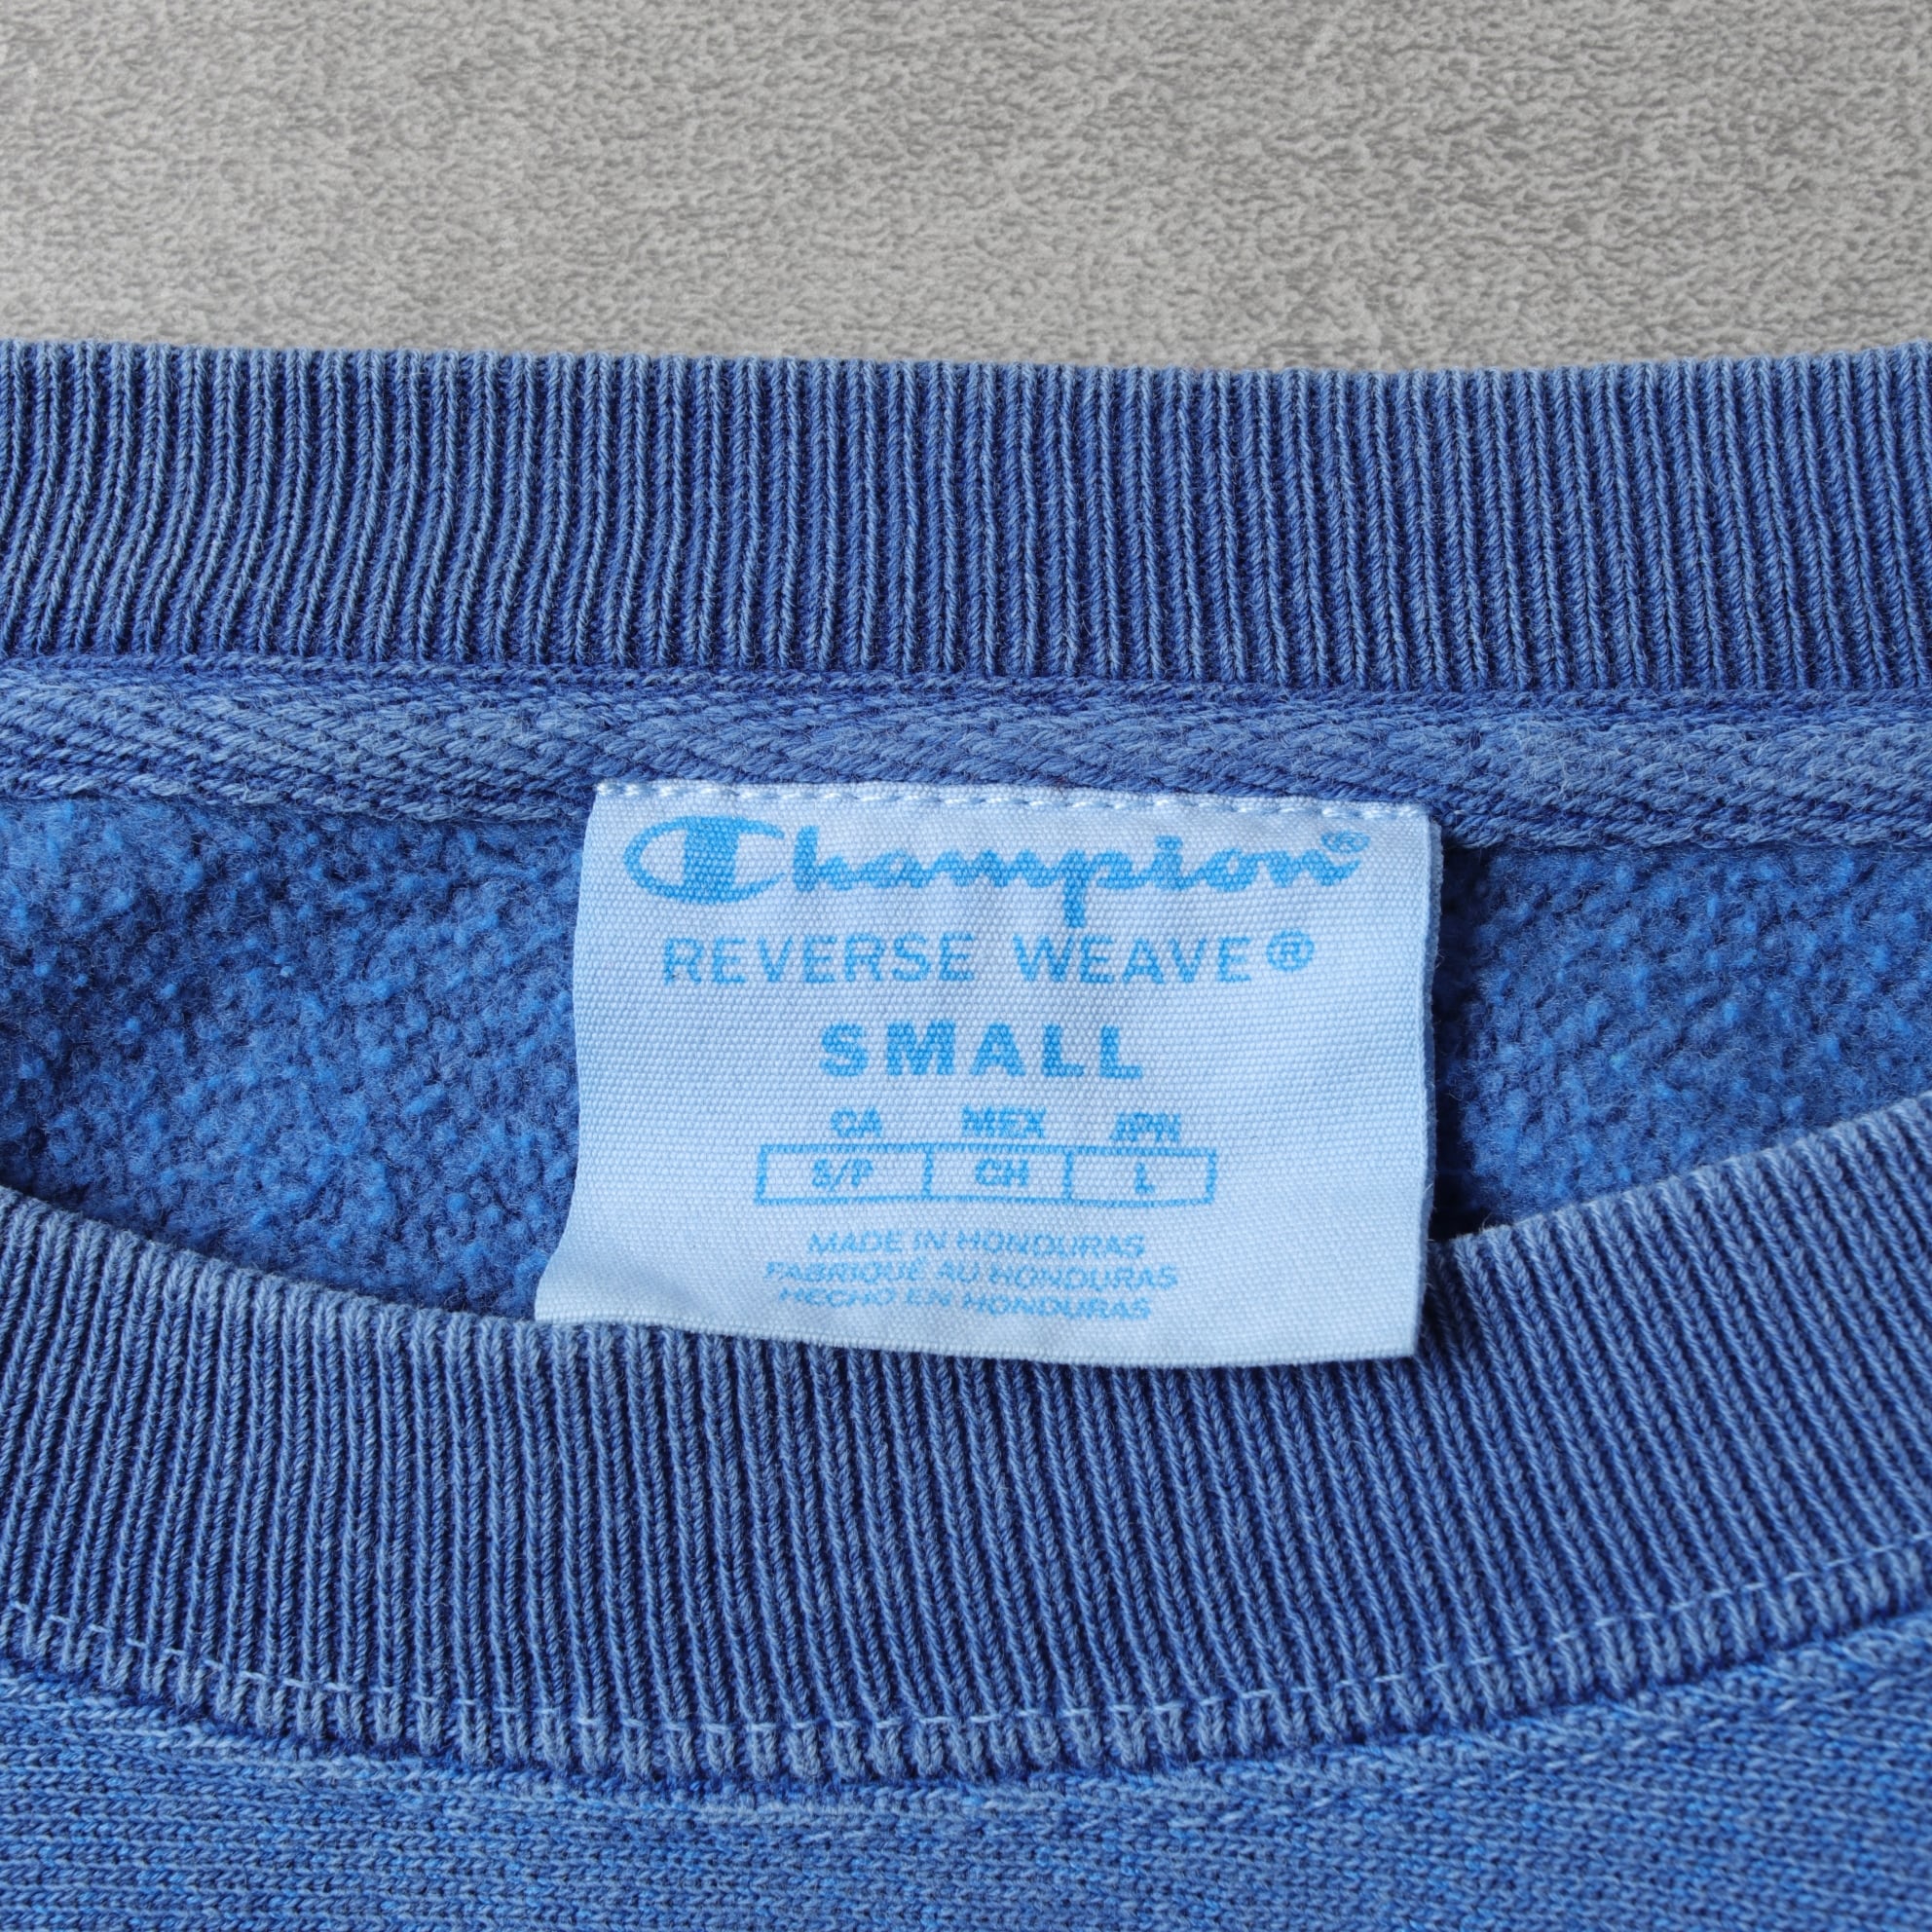 Champion®
REVERSE WEAVE®
SMALL
CA MEX JPN
S/P CH L
MADE IN HONDURAS
FABRIQUÉ AU HONDURAS
HECHO EN HONDURAS